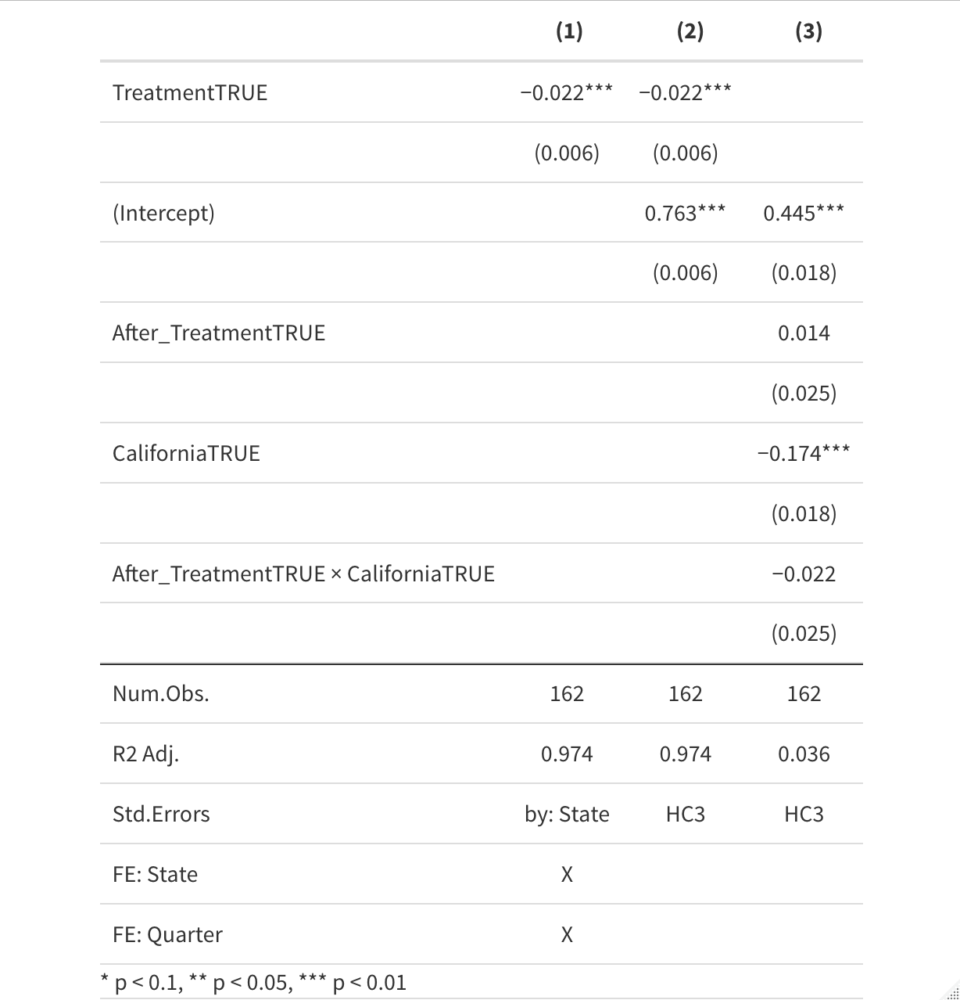 (1) (2) (3)
TreatmentTRUE −0.022*** −0.022***
(0.006) (0.006)
(Intercept) 0.763*** 0.445***
(0.006) (0.018)
After_TreatmentTRUE 0.014
(0.025)
CaliforniaTRUE −0.174***
(0.018)
After_TreatmentTRUE × CaliforniaTRUE −0.022
(0.025)
Num.Obs. 162 162 162
R2 Adj. 0.974 0.974 0.036
Std.Errors by: State HC3 HC3
FE: State X
FE: Quarter X
* p < 0.1, ** p < 0.05, *** p < 0.01